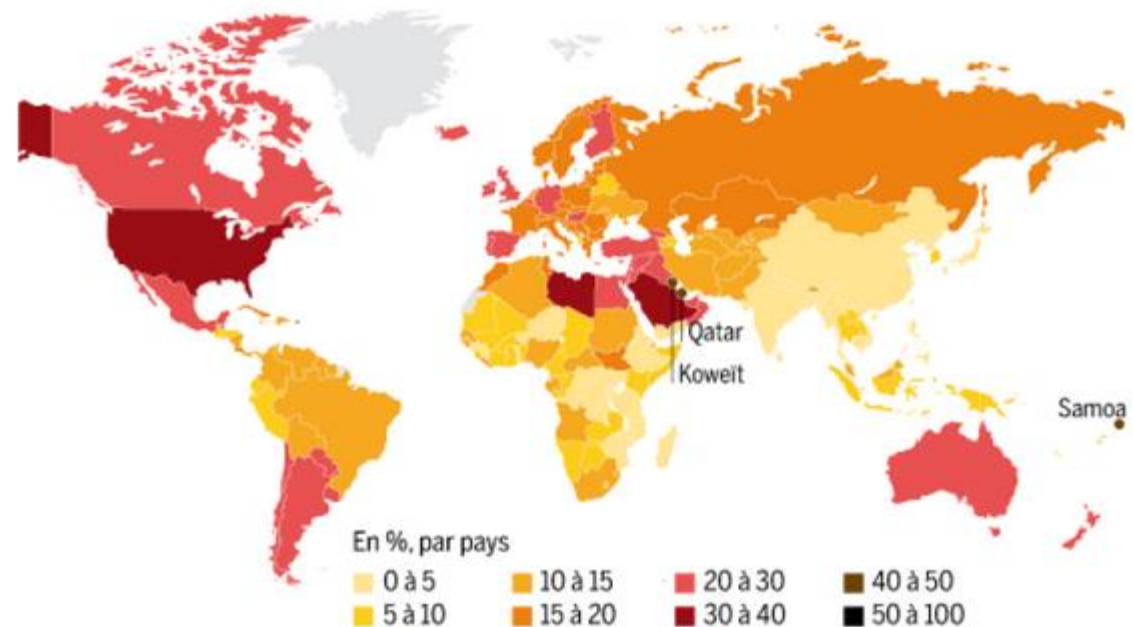 Qatar
Koweït
Samoa
En %, par pays
0 à 5
10 à 15
20 à 30
40 à 50
5 à 10
15 à 20
30 à 40
50 à 100